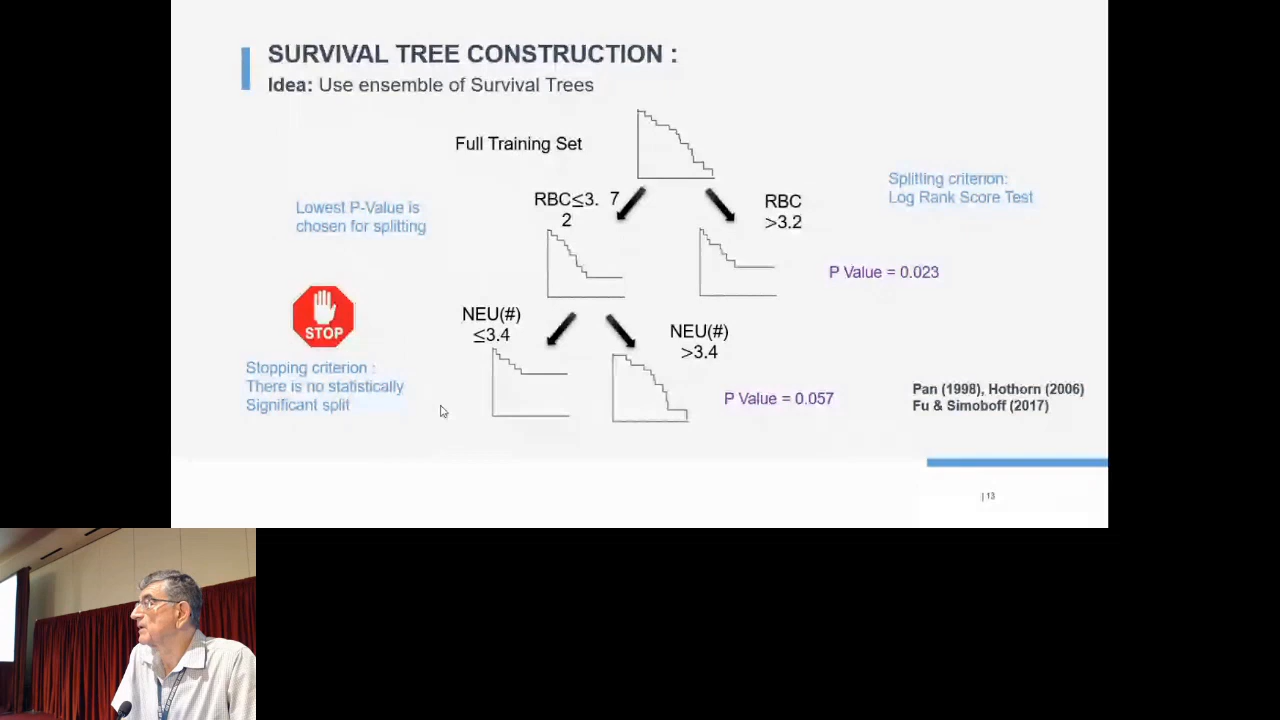 SURVIVAL TREE CONSTRUCTION :
Idea: Use ensemble of Survival Trees
Full Training Set
Splitting criterion:
Log Rank Score Test
Lowest P-Value is
chosen for splitting
RBC≤3. 7
2
RBC
>3.2
P Value = 0.023
STOP
NEU(#)
≤3.4
NEU(#)
>3.4
Stopping criterion :
There is no statistically
Significant split
P Value = 0.057
Pan (1998), Hothorn (2006)
Fu & Simoboff (2017)
| 13